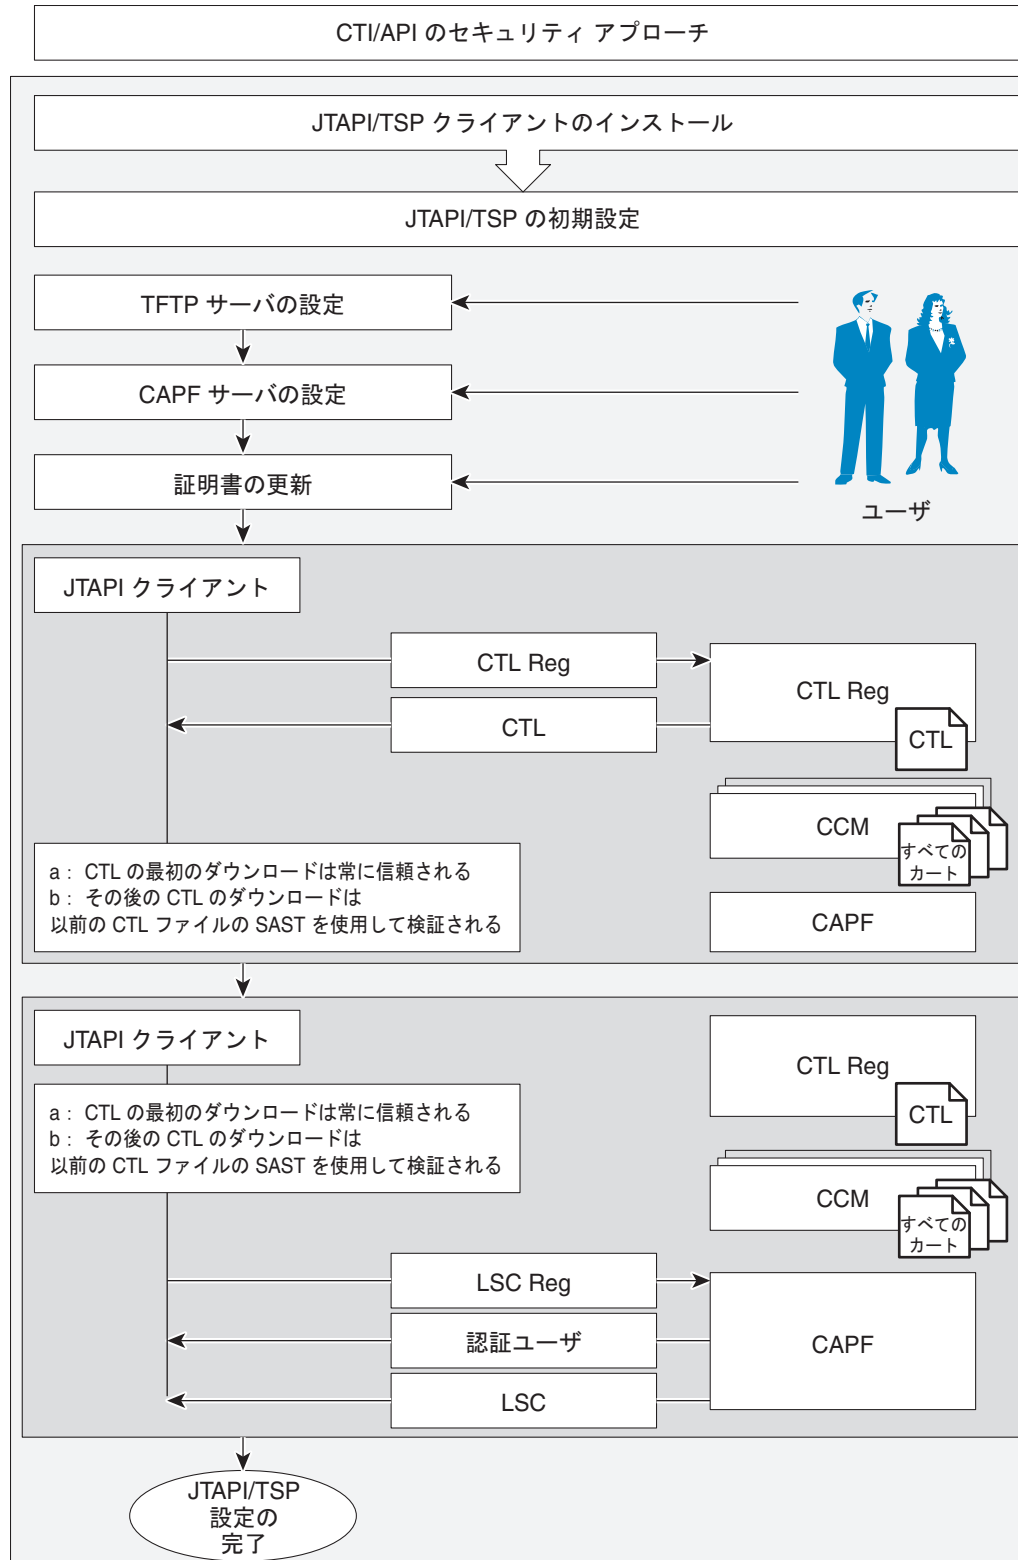 CTI/API のセキュリティ アプローチ
JTAPI/TSP クライアントのインストール
JTAPI/TSP の初期設定
TFTP サーバの設定
CAPF サーバの設定
証明書の更新
ユーザ
JTAPI クライアント
CTL Reg
CTL Reg
CTL
CTL
CCM
すべての
カート
a： CTL の最初のダウンロードは常に信頼される
b： その後の CTL のダウンロードは
以前の CTL ファイルの SAST を使用して検証される
CAPF
JTAPI クライアント
CTL Reg
a： CTL の最初のダウンロードは常に信頼される
b： その後の CTL のダウンロードは
以前の CTL ファイルの SAST を使用して検証される
CTL
CCM
すべての
カート
LSC Reg
認証ユーザ
CAPF
LSC
JTAPI/TSP
設定の
完了